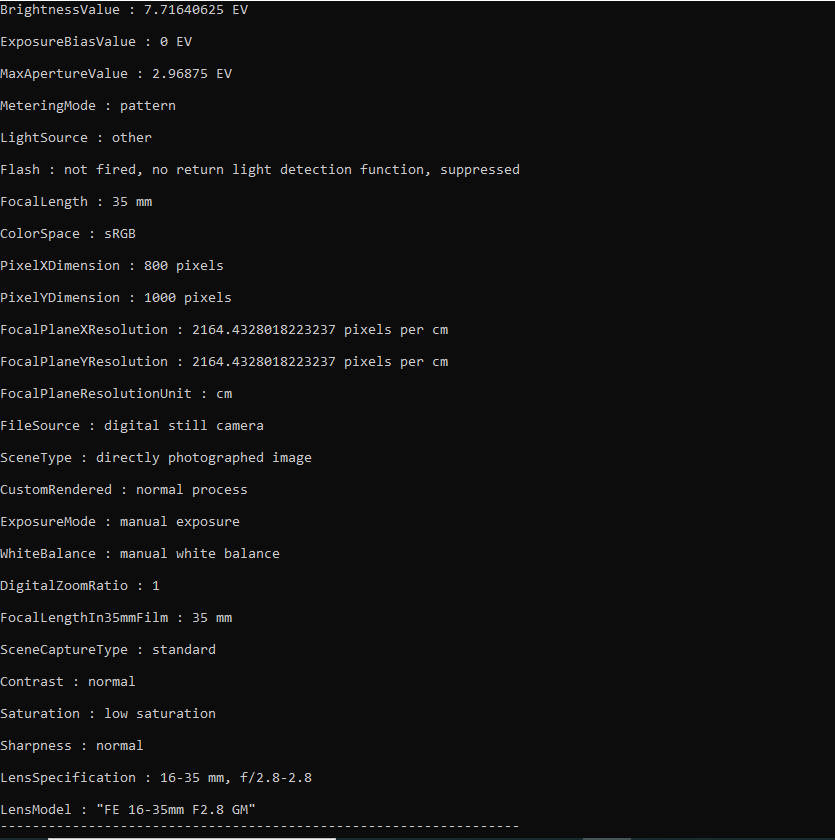 BrightnessValue : 7.71640625 EV
ExposureBiasValue : 0 EV
MaxApertureValue : 2.96875 EV
MeteringMode : pattern
LightSource : other
Flash : not fired, no return light detection function, suppressed
FocalLength : 35 mm
ColorSpace : sRGB
PixelXDimension : 800 pixels
PixelYDimension : 1000 pixels
FocalPlaneXResolution : 2164.4328018223237 pixels per cm
FocalPlaneYResolution : 2164.4328018223237 pixels per cm
FocalPlaneResolutionUnit : cm
FileSource : digital still camera
SceneType : directly photographed image
CustomRendered : normal process
ExposureMode : manual exposure
WhiteBalance : manual white balance
DigitalZoomRatio : 1
FocalLengthIn35mmFilm : 35 mm
SceneCaptureType : standard
Contrast : normal
Saturation : low saturation
Sharpness : normal
LensSpecification : 16-35 mm, f/2.8-2.8
LensModel : "FE 16-35mm F2.8 GM"
-----------------------------------------------------------------